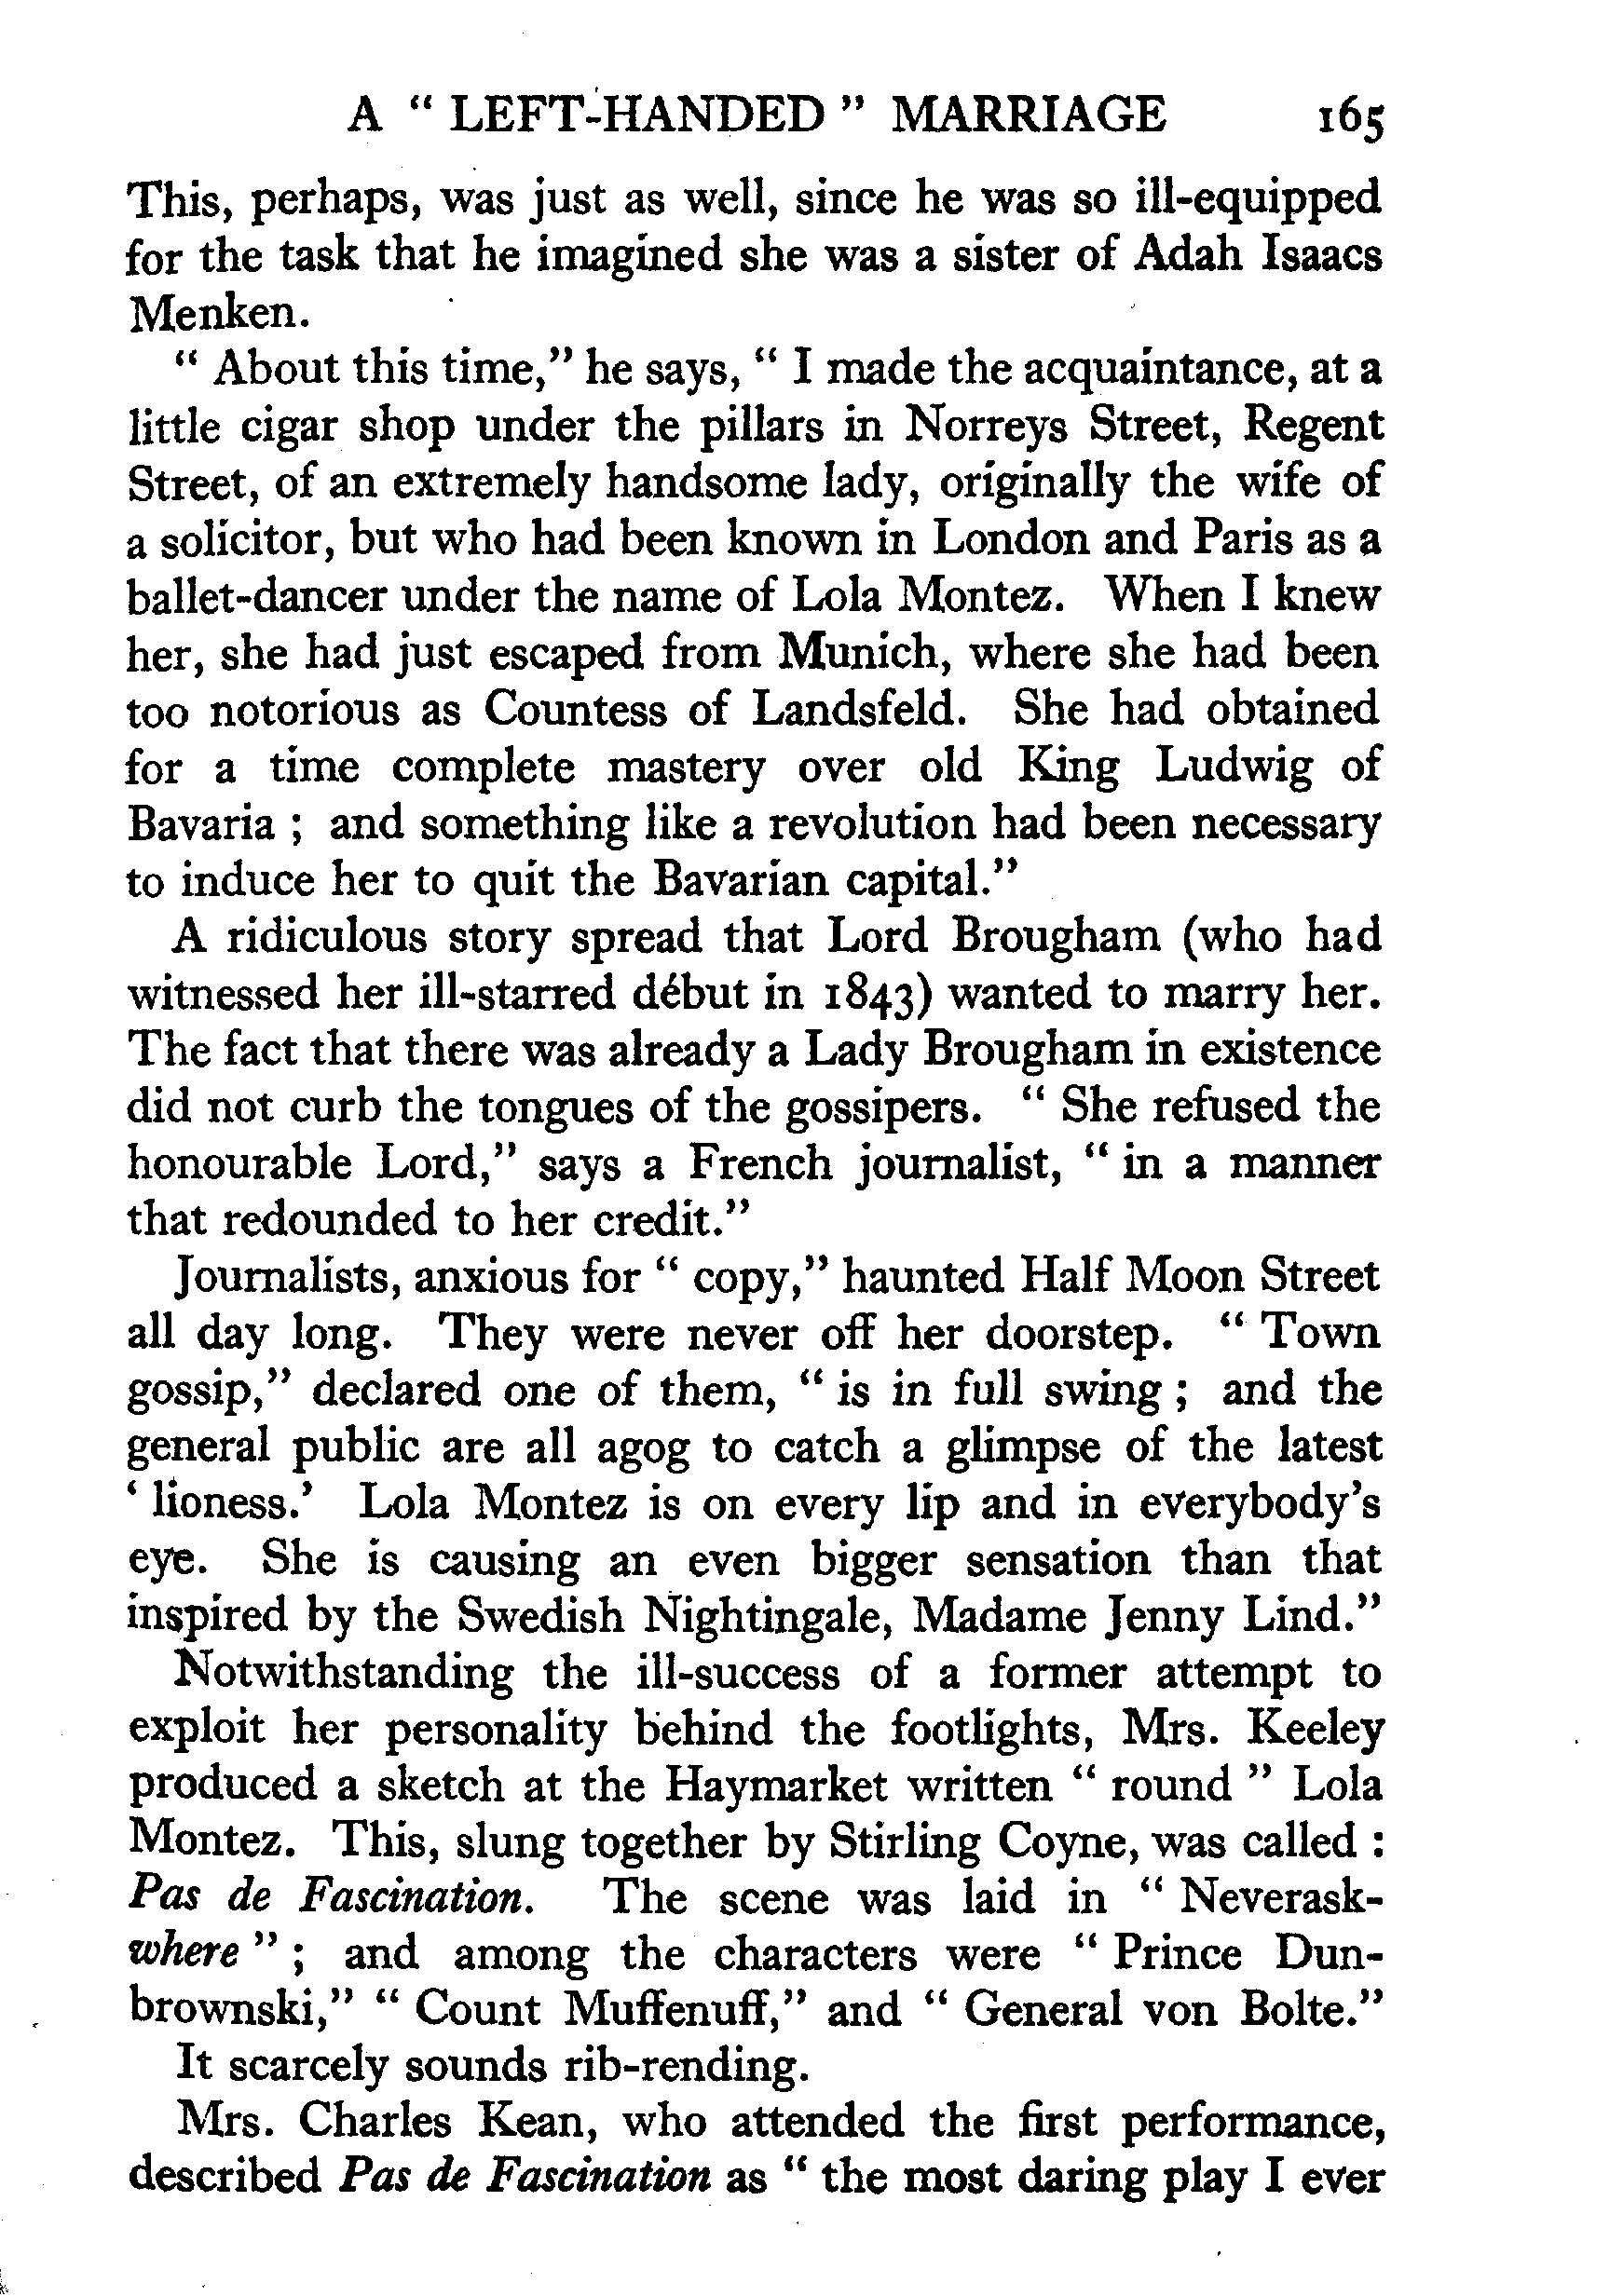 A " LEFT-HANDED " MARRIAGE 165
This, perhaps, was just as well, since he was so ill-equipped
for the task that he imagined she was a sister of Adah Isaacs
Menken.
" About this time," he says, " I made the acquaintance, at a
little cigar shop under the pillars in Norreys Street, Regent
Street, of an extremely handsome lady, originally the wife of
a solicitor, but who had been known in London and Paris as a
ballet-dancer under the name of Lola Montez. When I knew
her, she had just escaped from Munich, where she had been
too notorious as Countess of Landsfeld. She had obtained
for a time complete mastery over old King Ludwig of
Bavaria ; and something like a revolution had been necessary
to induce her to quit the Bavarian capital."
A ridiculous story spread that Lord Brougham (who had
witnessed her ill-starred début in 1843) wanted to marry her.
The fact that there was already a Lady Brougham in existence
did not curb the tongues of the gossipers. " She refused the
honourable Lord," says a French journalist, " in a manner
that redounded to her credit."
Journalists, anxious for " copy," haunted Half Moon Street
all day long. They were never off her doorstep. " Town
gossip," declared one of them, " is in full swing ; and the
general public are all agog to catch a glimpse of the latest
' lioness.' Lola Montez is on every lip and in everybody's
eye. She is causing an even bigger sensation than that
inspired by the Swedish Nightingale, Madame Jenny Lind."
Notwithstanding the ill-success of a former attempt to
exploit her personality behind the footlights, Mrs. Keeley
produced a sketch at the Haymarket written " round " Lola
Montez. This, slung together by Stirling Coyne, was called :
Pas de Fascination. The scene was laid in " Neverask-
where " ; and among the characters were " Prince Dun-
brownski," " Count Muffenuff," and " General von Bolte."
It scarcely sounds rib-rending.
Mrs. Charles Kean, who attended the first performance,
described Pas de Fascination as " the most daring play I ever